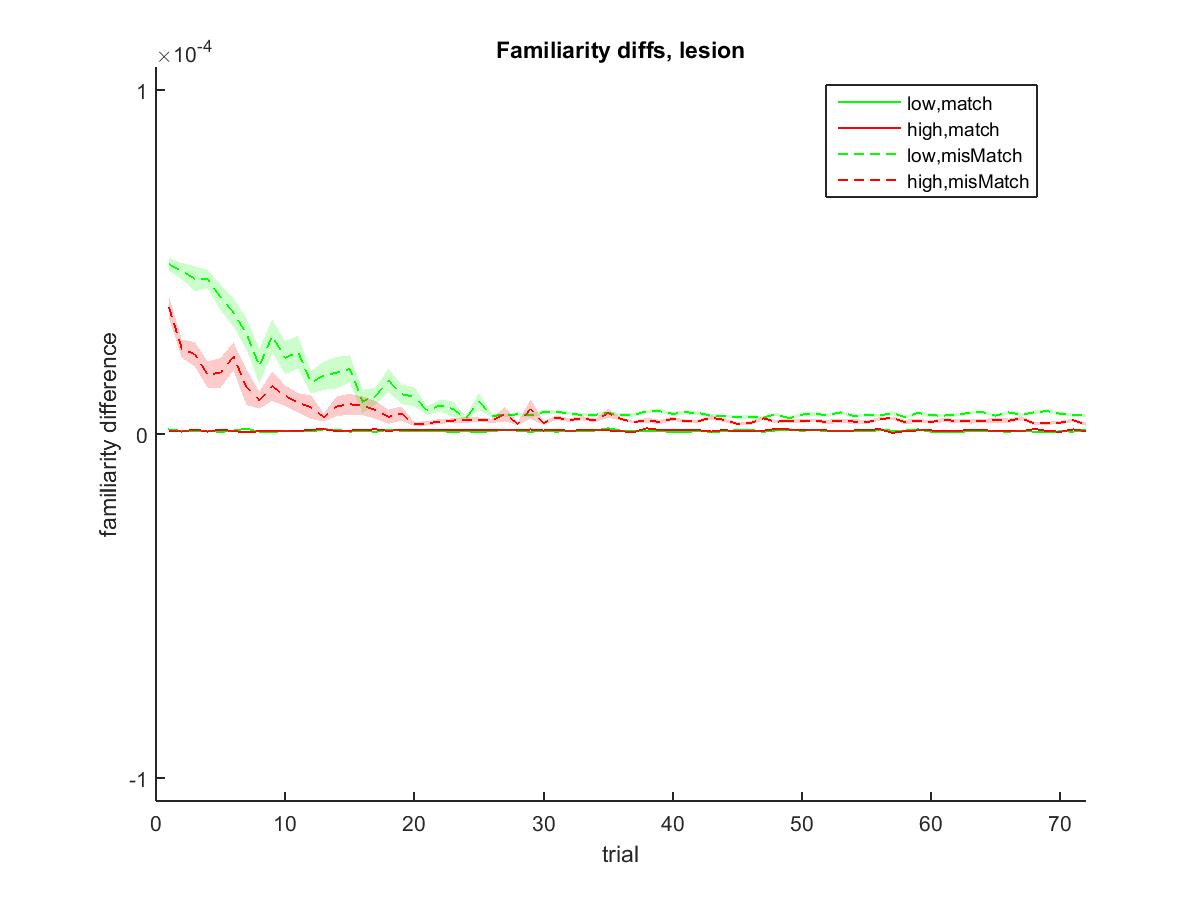 ×10-4
Familiarity diffs, lesion
1
low,match
high,match
low,misMatch
high,misMatch
familiarity difference
0
-1
0 10 20 30 40 50 60 70
trial